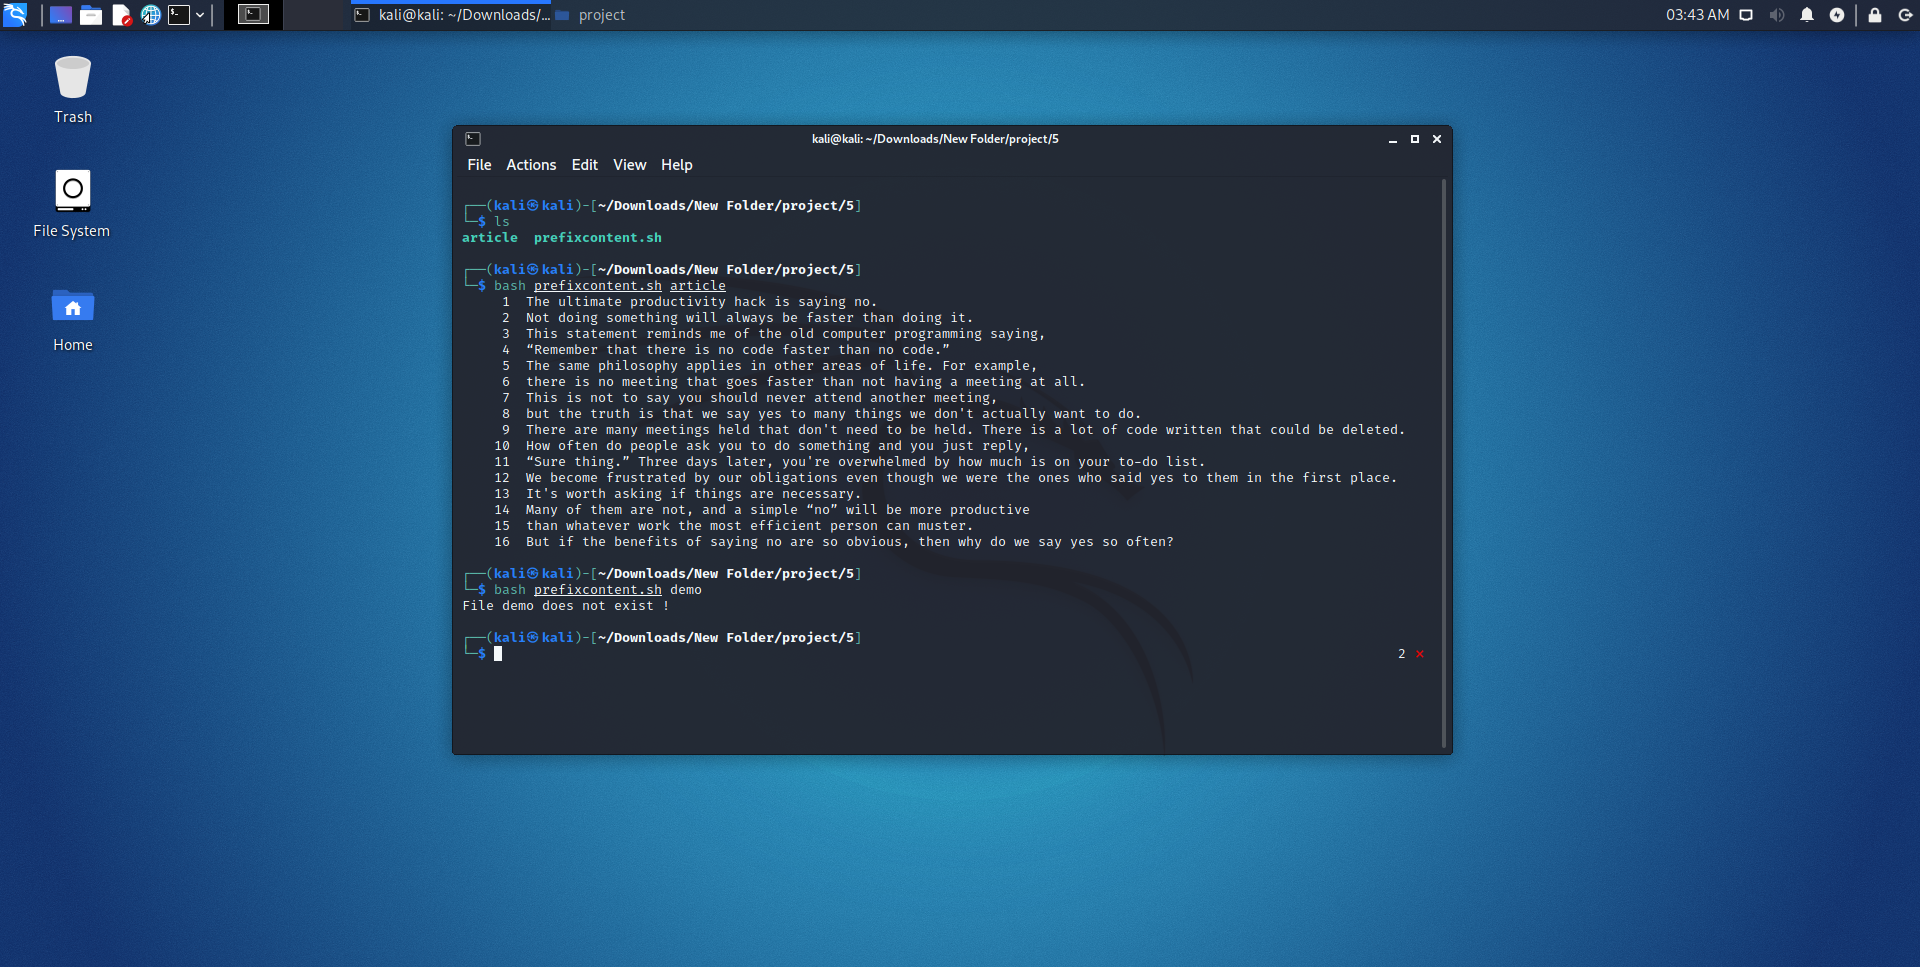 kali@kali: ~/Downloads/...
project
03:43 AM
Trash
File System
Home
kali@kali: ~/Downloads/New Folder/project/5
File Actions Edit View Help
┌──(kali㉿kali)-[~/Downloads/New Folder/project/5]
└─$ ls
article  prefixcontent.sh
┌──(kali㉿kali)-[~/Downloads/New Folder/project/5]
└─$ bash prefixcontent.sh article
1  The ultimate productivity hack is saying no.
2  Not doing something will always be faster than doing it.
3  This statement reminds me of the old computer programming saying,
4  “Remember that there is no code faster than no code.”
5  The same philosophy applies in other areas of life. For example,
6  there is no meeting that goes faster than not having a meeting at all.
7  This is not to say you should never attend another meeting,
8  but the truth is that we say yes to many things we don't actually want to do.
9  There are many meetings held that don't need to be held. There is a lot of code written that could be deleted.
10  How often do people ask you to do something and you just reply,
11  “Sure thing.” Three days later, you're overwhelmed by how much is on your to-do list.
12  We become frustrated by our obligations even though we were the ones who said yes to them in the first place.
13  It's worth asking if things are necessary.
14  Many of them are not, and a simple “no” will be more productive
15  than whatever work the most efficient person can muster.
16  But if the benefits of saying no are so obvious, then why do we say yes so often?
┌──(kali㉿kali)-[~/Downloads/New Folder/project/5]
└─$ bash prefixcontent.sh demo
File demo does not exist !
┌──(kali㉿kali)-[~/Downloads/New Folder/project/5]
└─$ 2 ⨯